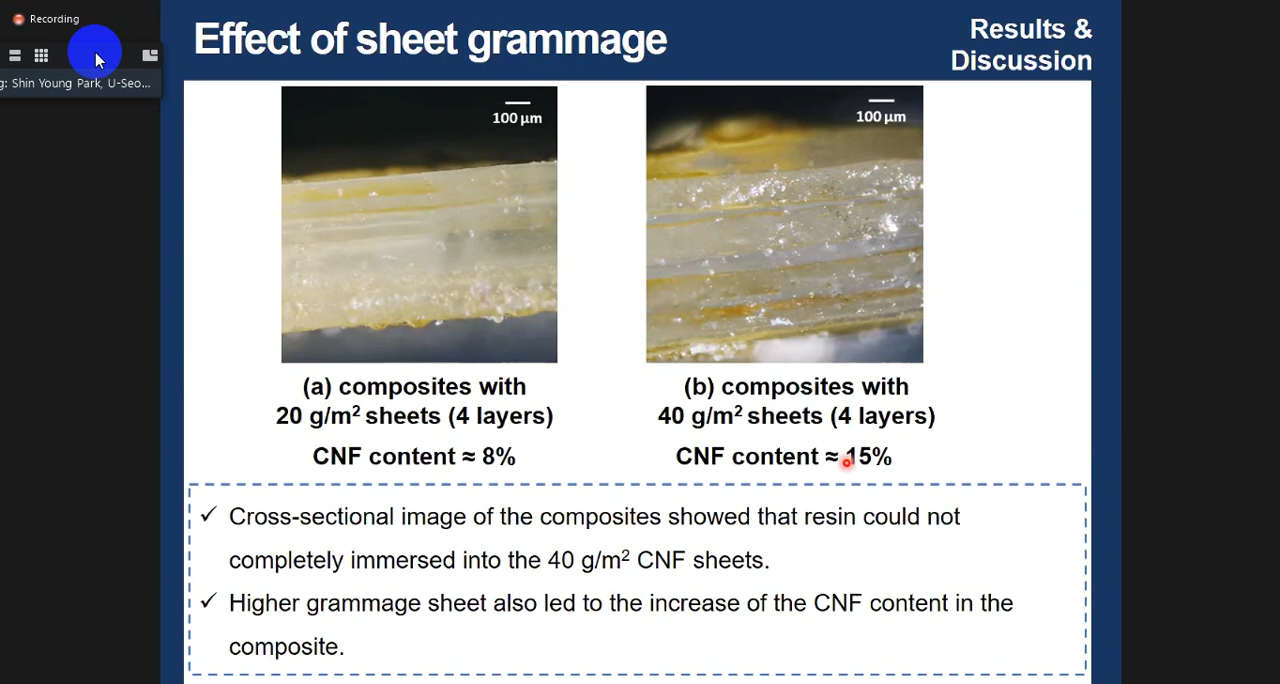 Recording
g: Shin Young Park, U-Seo...
Effect of sheet grammage
Results &
Discussion
100 µm
100 µm
(a) composites with
20 g/m² sheets (4 layers)
CNF content ≈ 8%
(b) composites with
40 g/m² sheets (4 layers)
CNF content ≈ 15%
✓ Cross-sectional image of the composites showed that resin could not
completely immersed into the 40 g/m² CNF sheets.
✓ Higher grammage sheet also led to the increase of the CNF content in the
composite.